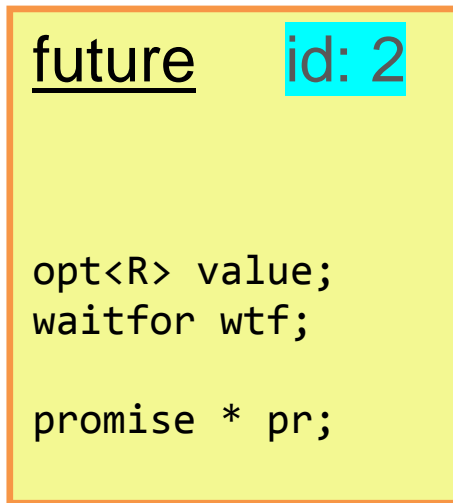 future id: 2
opt<R> value;
waitfor wtf;
promise * pr;